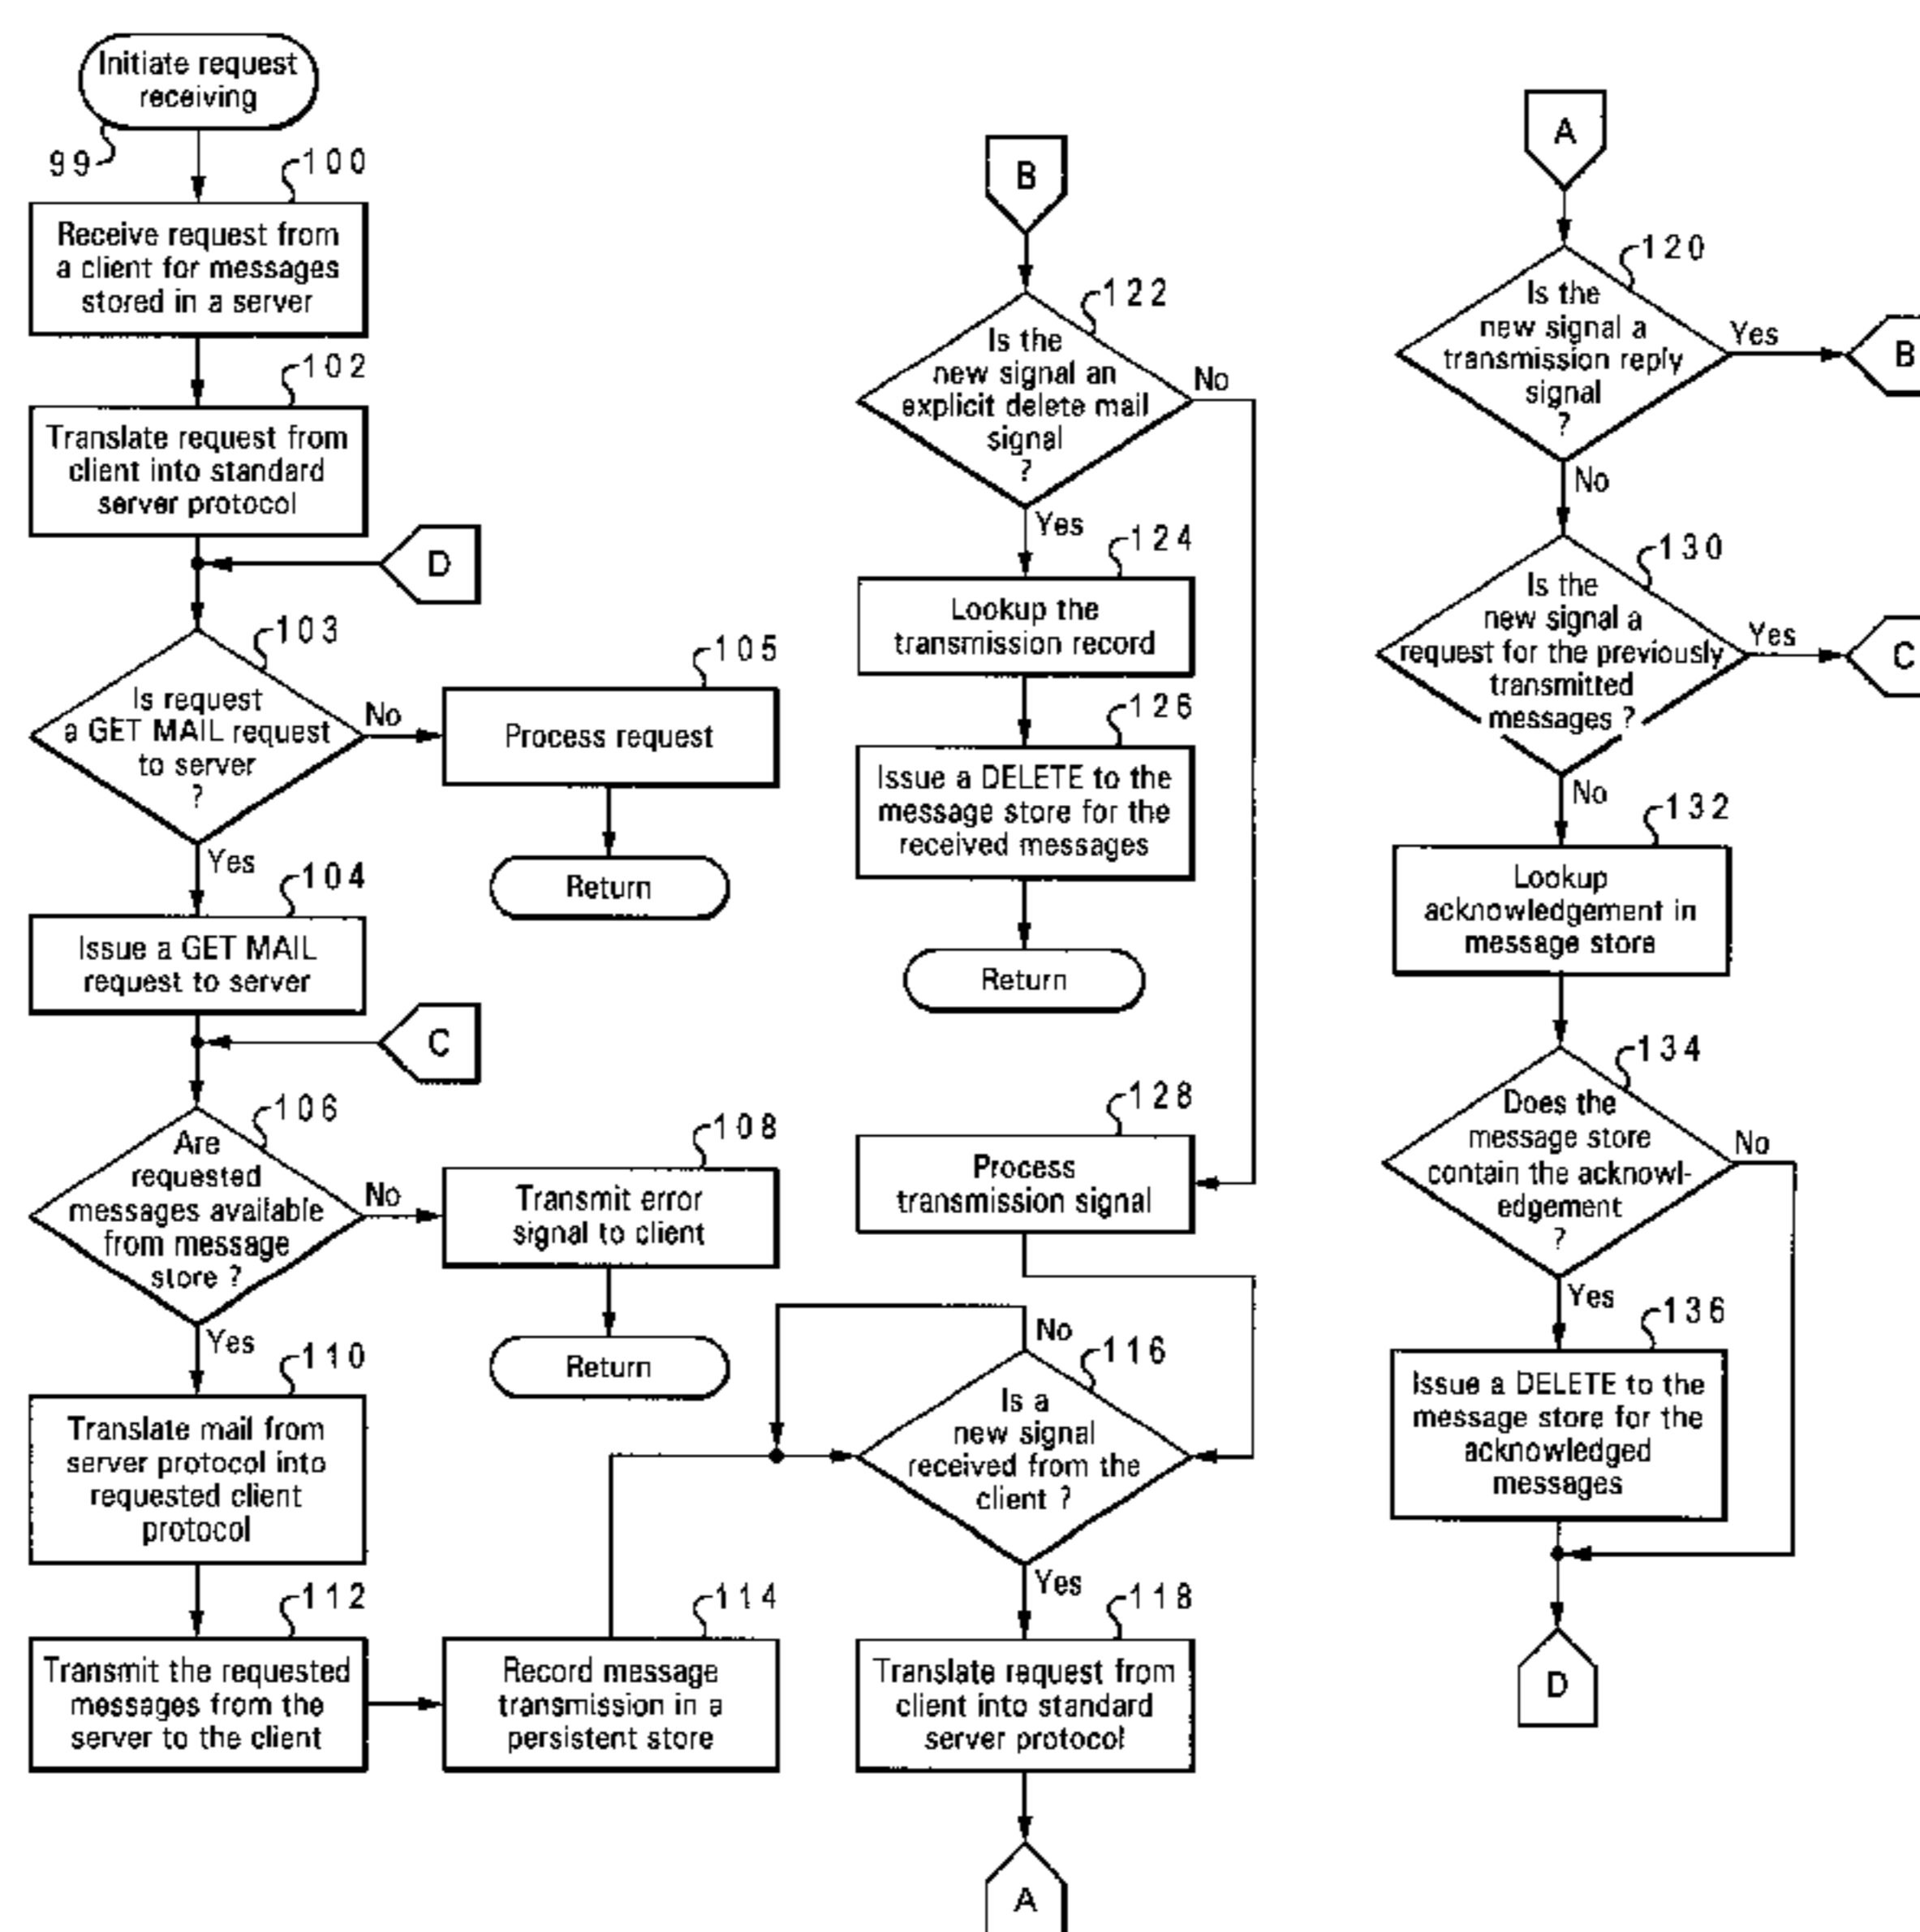 Initiate request
receiving
99
100
Receive request from
a client for messages
stored in a server
102
Translate request from
client into standard
server protocol
D
103
Is request
a GET MAIL request
to server
?
No
Yes
105
Process request
Return
104
Issue a GET MAIL
request to server
C
106
Are
requested
messages available
from message
store ?
No
Yes
108
Transmit error
signal to client
Return
110
Translate mail from
server protocol into
requested client
protocol
112
Transmit the requested
messages from the
server to the client
114
Record message
transmission in a
persistent store
B
122
Is the
new signal an
explicit delete mail
signal
?
No
Yes
124
Lookup the
transmission record
126
Issue a DELETE to the
message store for the
received messages
Return
128
Process
transmission signal
No
116
Is a
new signal
received from the
client ?
Yes
118
Translate request from
client into standard
server protocol
A
A
120
Is the
new signal a
transmission reply
signal
?
Yes
B
No
130
Is the
new signal a
request for the previously
transmitted
messages ?
Yes
C
No
132
Lookup
acknowledgement in
message store
134
Does the
message store
contain the acknowl-
edgement
?
No
Yes
136
Issue a DELETE to the
message store for the
acknowledged
messages
D